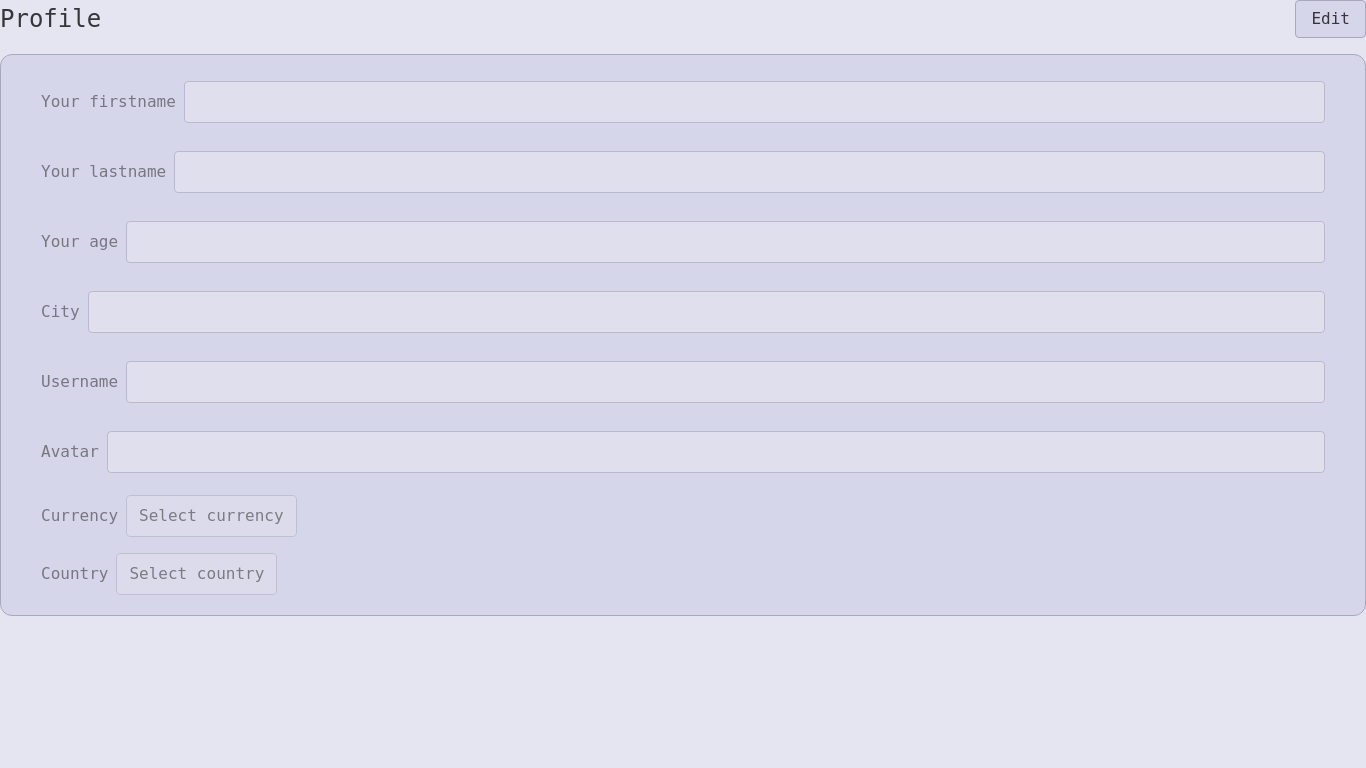 Profile
Edit
Your firstname
Your lastname
Your age
City
Username
Avatar
Currency Select currency
Country Select country